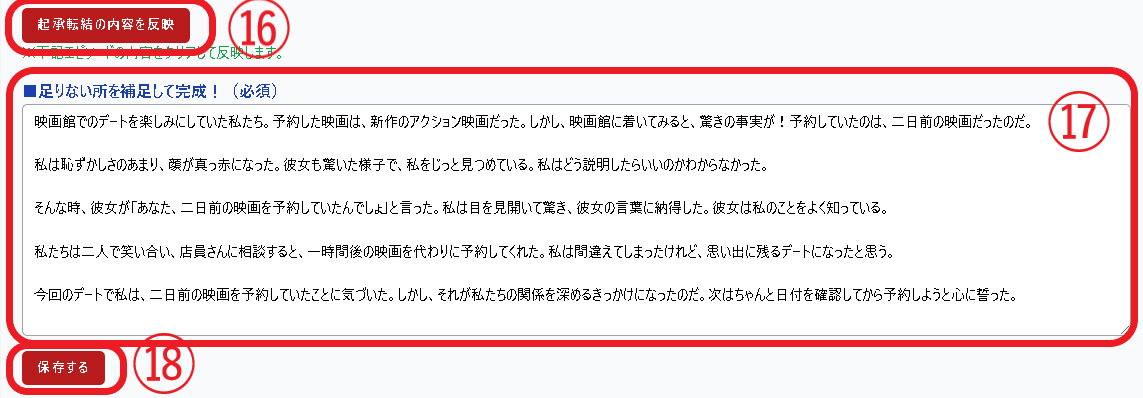 起承転結の内容を反映
⑯
※下記エピソードの内容をクリアして反映します。
■足りない所を補足して完成！（必須）
⑰
映画館でのデートを楽しみにしていた私たち。予約した映画は、新作のアクション映画だった。しかし、映画館に着いてみると、驚きの事実が！予約していたのは、二日前の映画だったのだ。
私は恥ずかしさのあまり、顔が真っ赤になった。彼女も驚いた様子で、私をじっと見つめている。私はどう説明したらいいのかわからなかった。
そんな時、彼女が「あなた、二日前の映画を予約していたんでしょ」と言った。私は目を見開いて驚き、彼女の言葉に納得した。彼女は私のことをよく知っている。
私たちは二人で笑い合い、店員さんに相談すると、一時間後の映画を代わりに予約してくれた。私は間違えてしまったけれど、思い出に残るデートになったと思う。
今回のデートで私は、二日前の映画を予約していたことに気づいた。しかし、それが私たちの関係を深めるきっかけになったのだ。次はちゃんと日付を確認してから予約しようと心に誓った。
保存する
⑱